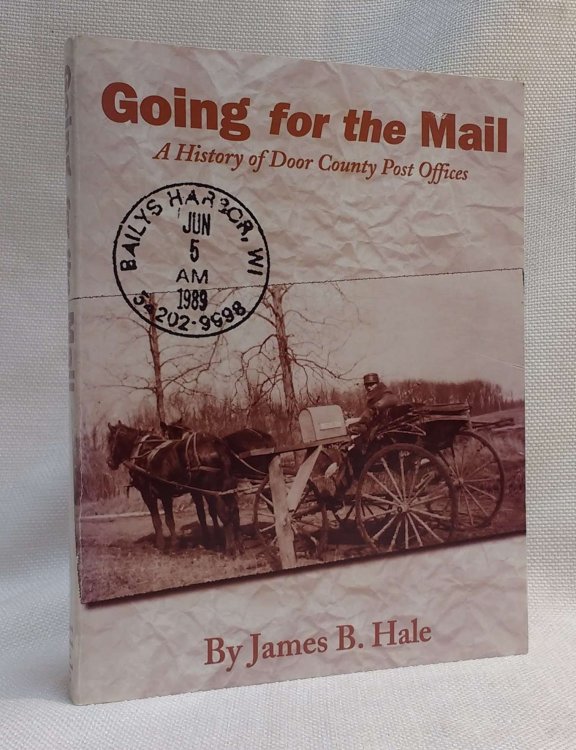 Going for the Mail
A History of Door County Post Offices
BAILYS HARBOR, WI
JUN
5
AM
1989
54202-9998
By James B. Hale